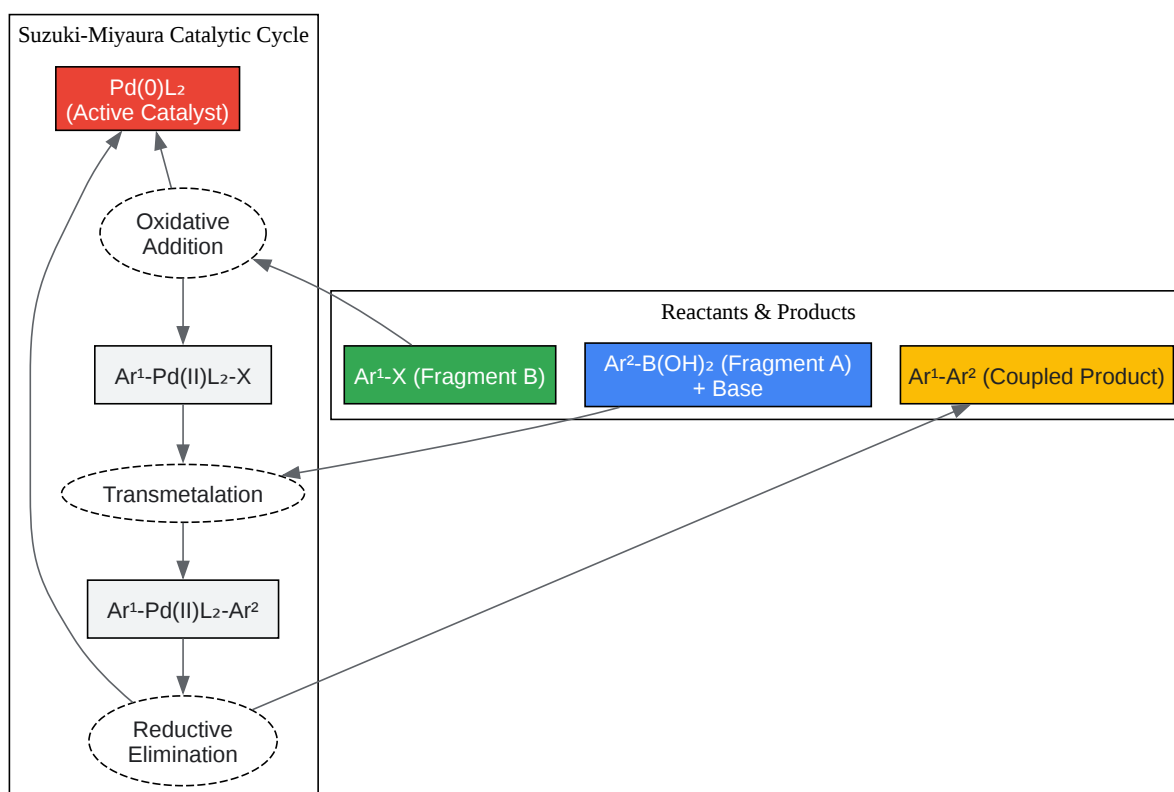 Suzuki-Miyaura Catalytic Cycle
Pd(0)L₂
(Active Catalyst)
Oxidative
Addition
Reactants & Products
Ar¹-Pd(II)L₂-X
Ar¹-X (Fragment B)
Ar²-B(OH)₂ (Fragment A)
+ Base
Ar¹-Ar² (Coupled Product)
Transmetalation
Ar¹-Pd(II)L₂-Ar²
Reductive
Elimination